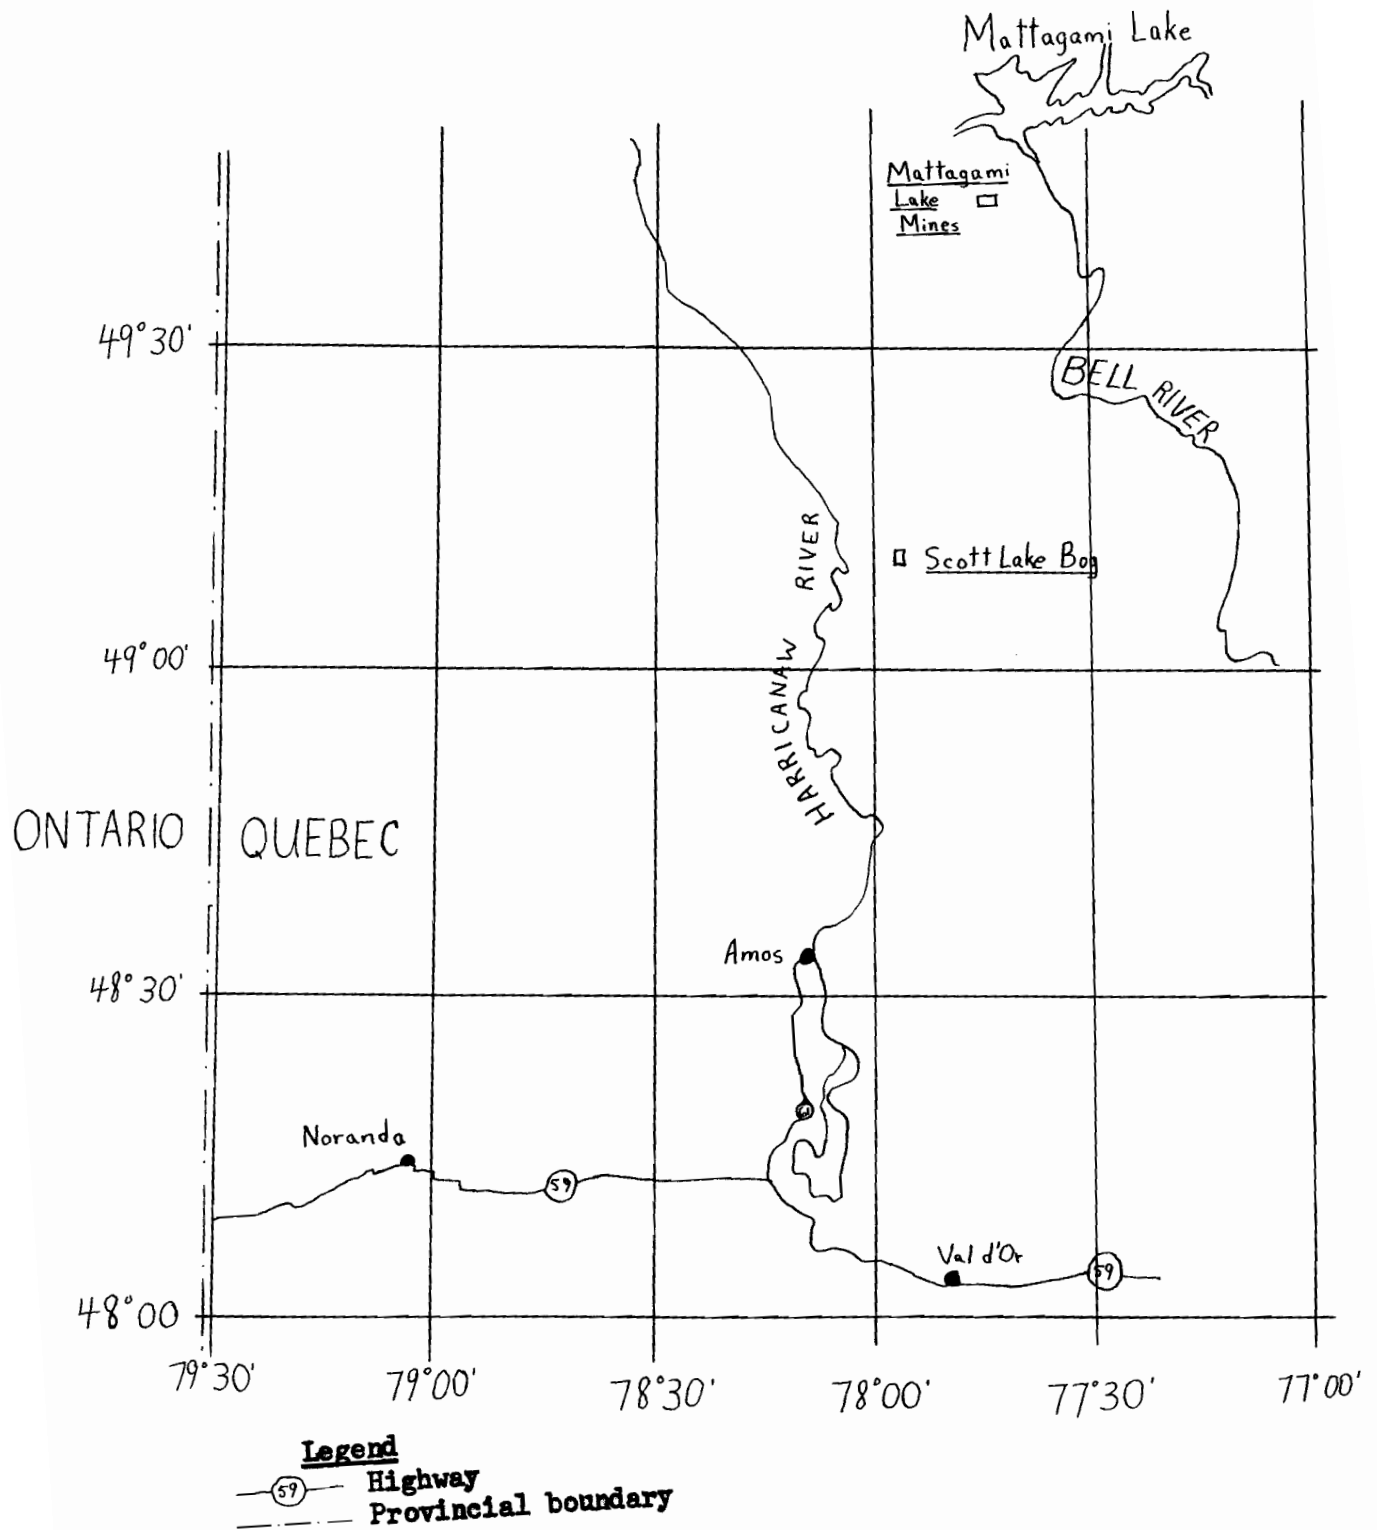 Mattagami Lake
Mattagami
Lake
Mines
49°30'
BELL RIVER
RIVER
Scott Lake Bog
49°00'
HARRICANAW
ONTARIO
QUEBEC
Amos
48°30'
Noranda
59
Val d'Or
59
48°00
79°30'
79°00'
78°30'
78°00'
77°30'
77°00'
Legend
59 Highway
Provincial boundary